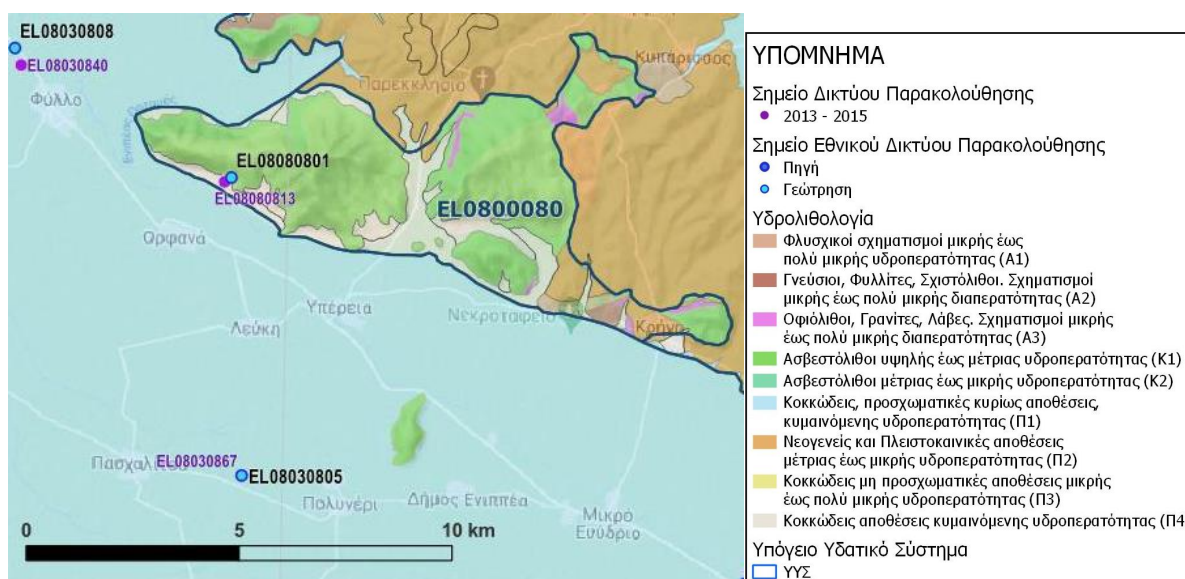 EL08030808
EL08030840
Φύλλο
Παρεκκλήσιο
Κυπάρισσος
EL08080801
EL08080813
EL0800080
Ορφανά
Υπέρεια
Λεύκη
Νεκροταφείο
Κρήνη
Πασχαλίτσα
EL08030867
EL08030805
Πολυνέρι
Δήμος Ενιππέα
Μικρό
Ευύδριο
0
5
10 km
ΥΠΟΜΝΗΜΑ
Σημείο Δικτύου Παρακολούθησης
2013 - 2015
Σημείο Εθνικού Δικτύου Παρακολούθησης
Πηγή
Γεώτρηση
Υδρολιθολογία
Φλυσχικοί σχηματισμοί μικρής έως
πολύ μικρής υδροπερατότητας (Α1)
Γνεύσιοι, Φυλλίτες, Σχιστόλιθοι. Σχηματισμοί
μικρής έως πολύ μικρής διαπερατότητας (Α2)
Οφιόλιθοι, Γρανίτες, Λάβες. Σχηματισμοί μικρής
έως πολύ μικρής διαπερατότητας (Α3)
Ασβεστόλιθοι υψηλής έως μέτριας υδροπερατότητας (Κ1)
Ασβεστόλιθοι μέτριας έως μικρής υδροπερατότητας (Κ2)
Κοκκώδεις, προσχωματικές κυρίως αποθέσεις,
κυμαινόμενης υδροπερατότητας (Π1)
Νεογενείς και Πλειστοκαινικές αποθέσεις
μέτριας έως μικρής υδροπερατότητας (Π2)
Κοκκώδεις μη προσχωματικές αποθέσεις μικρής
έως πολύ μικρής υδροπερατότητας (Π3)
Κοκκώδεις αποθέσεις κυμαινόμενης υδροπερατότητας (Π4
Υπόγειο Υδατικό Σύστημα
ΥΥΣ